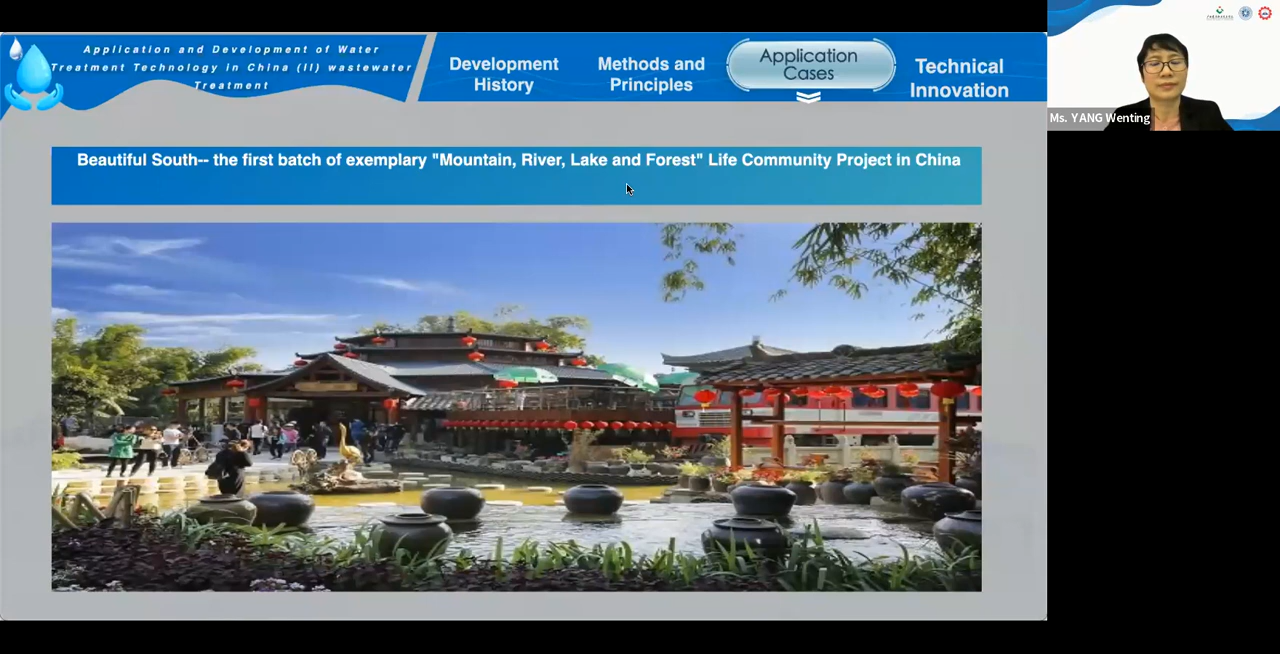 Application and Development of Water
Treatment Technology in China (II) wastewater
Treatment
Development
History
Methods and
Principles
Application
Cases
Technical
Innovation
Ms. YANG Wenting
Beautiful South-- the first batch of exemplary "Mountain, River, Lake and Forest" Life Community Project in China